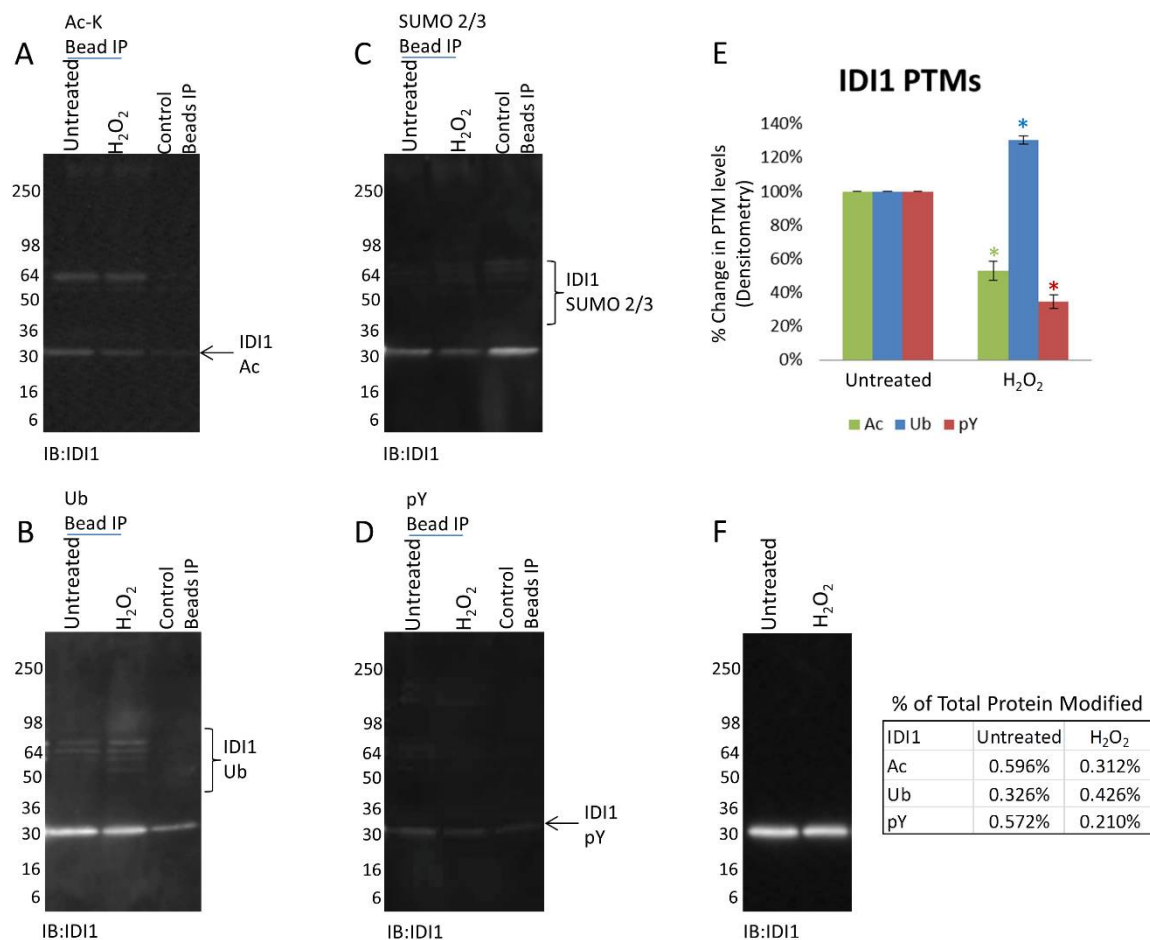 A
Ac-K
Bead IP
Untreated
H₂O₂
Control
Beads IP
250
98
64
50
36
30
16
6
IDI1
Ac
IB:IDI1
C
SUMO 2/3
Bead IP
Untreated
H₂O₂
Control
Beads IP
250
98
64
50
36
30
16
6
IDI1
SUMO 2/3
IB:IDI1
E
IDI1 PTMs
% Change in PTM levels
(Densitometry)
140%
120%
100%
80%
60%
40%
20%
0%
*
*
*
Untreated
H₂O₂
Ac Ub pY
B
Ub
Bead IP
Untreated
H₂O₂
Control
Beads IP
250
98
64
50
36
30
16
6
IDI1
Ub
IB:IDI1
D
pY
Bead IP
Untreated
H₂O₂
Control
Beads IP
250
98
64
50
36
30
16
6
IDI1
pY
IB:IDI1
F
Untreated
H₂O₂
250
98
64
50
36
30
16
6
IB:IDI1
% of Total Protein Modified
IDI1 Untreated H₂O₂
Ac 0.596% 0.312%
Ub 0.326% 0.426%
pY 0.572% 0.210%